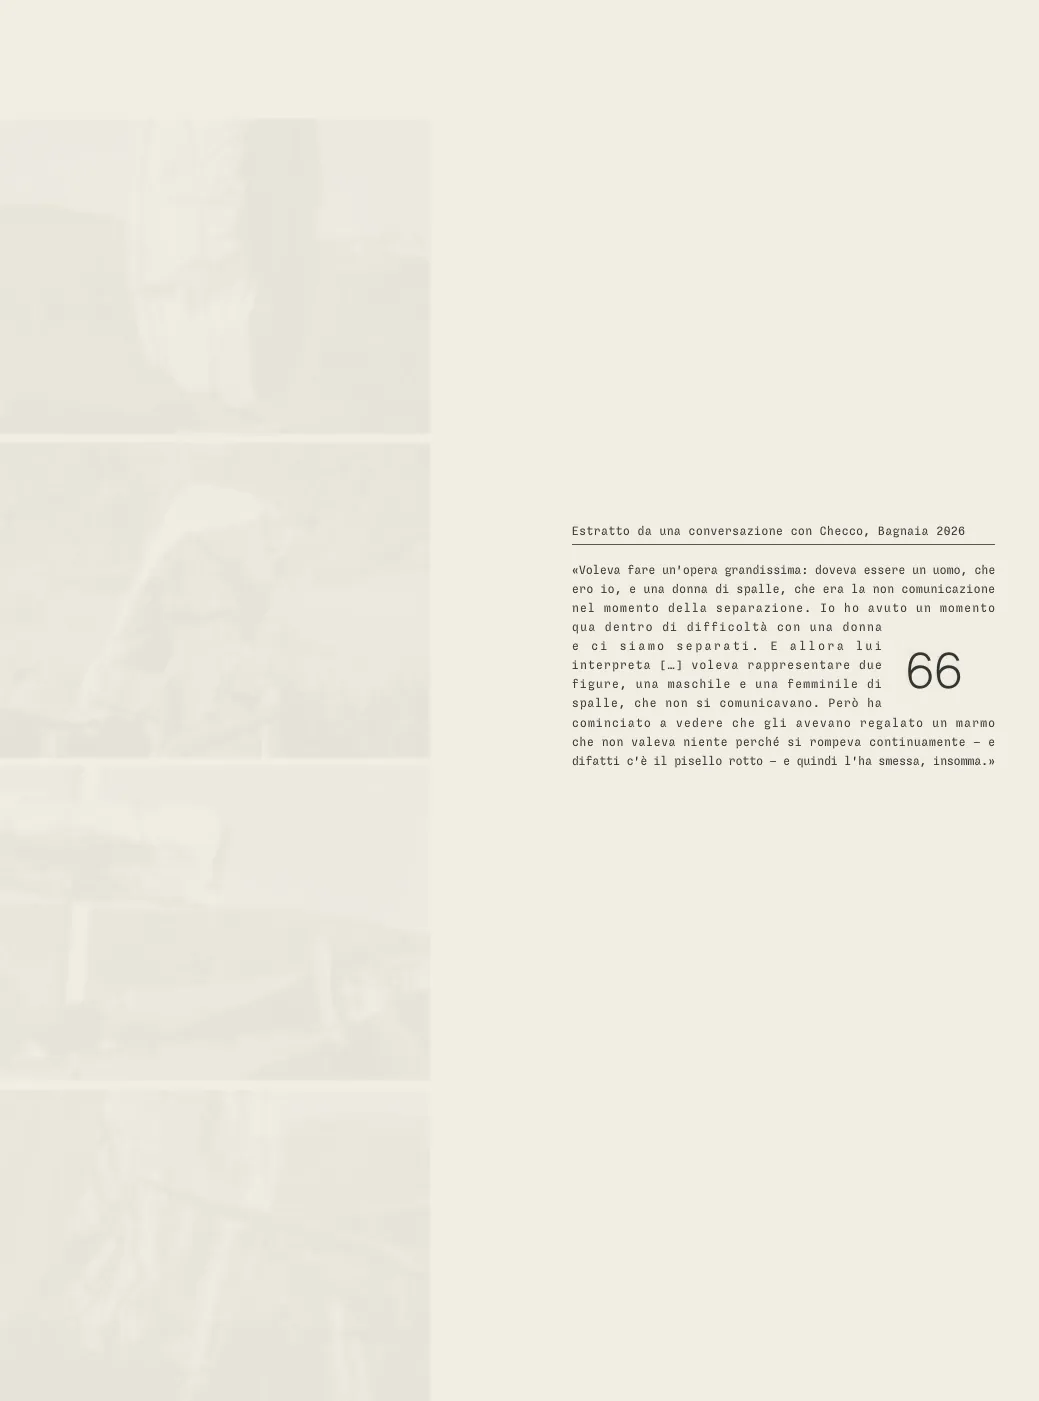 Estratto da una conversazione con Checco, Bagnaia 2026
«Voleva fare un'opera grandissima: doveva essere un uomo, che
ero io, e una donna di spalle, che era la non comunicazione
nel momento della separazione. Io ho avuto un momento
qua dentro di difficoltà con una donna
e ci siamo separati. E allora lui
interpreta […] voleva rappresentare due
figure, una maschile e una femminile di
spalle, che non si comunicavano. Però ha
cominciato a vedere che gli avevano regalato un marmo
che non valeva niente perché si rompeva continuamente – e
difatti c'è il pisello rotto – e quindi l'ha smessa, insomma.»
66